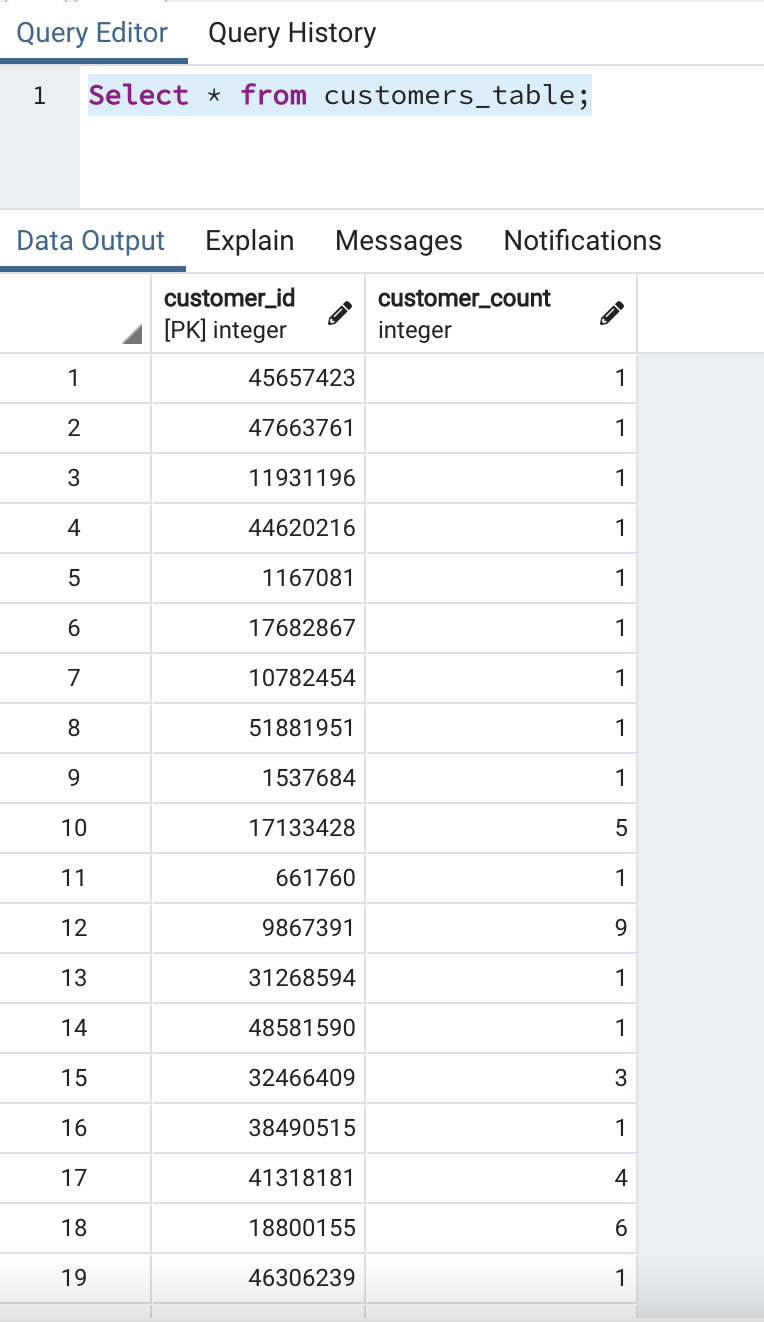 Query Editor Query History
1 Select * from customers_table;
Data Output Explain Messages Notifications
customer_id customer_count
[PK] integer integer
1 45657423 1
2 47663761 1
3 11931196 1
4 44620216 1
5 1167081 1
6 17682867 1
7 10782454 1
8 51881951 1
9 1537684 1
10 17133428 5
11 661760 1
12 9867391 9
13 31268594 1
14 48581590 1
15 32466409 3
16 38490515 1
17 41318181 4
18 18800155 6
19 46306239 1